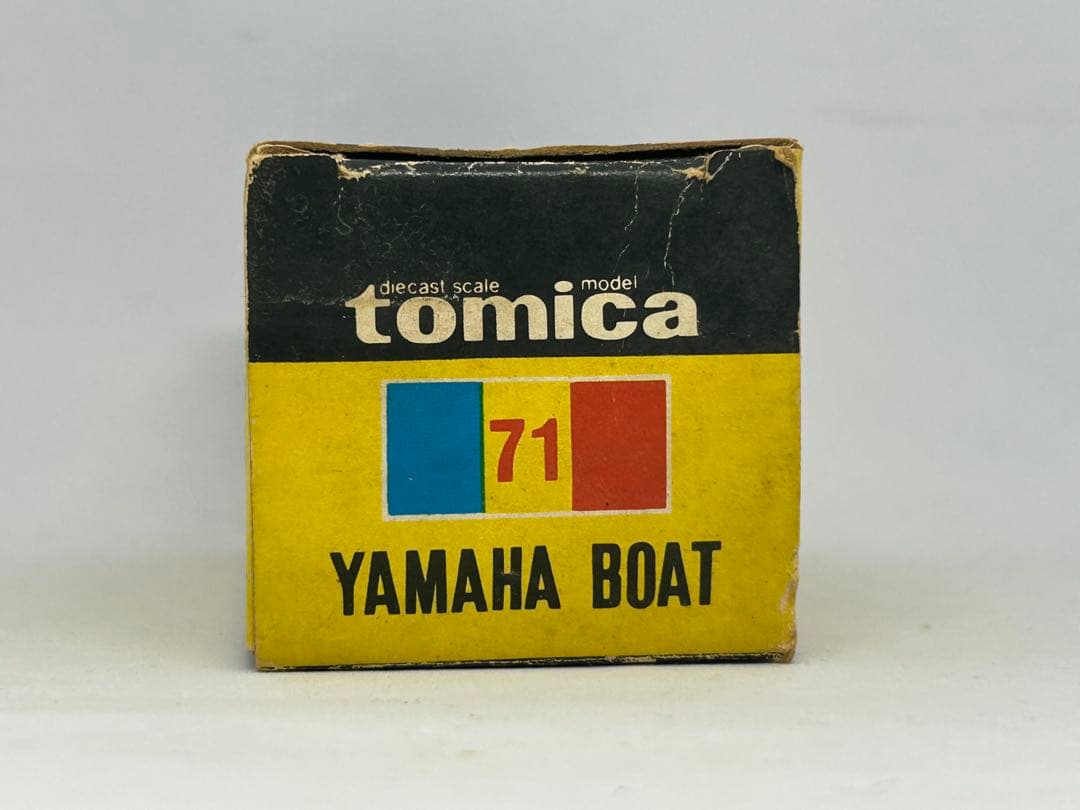 diecast scale model
tomica
71
YAMAHA BOAT